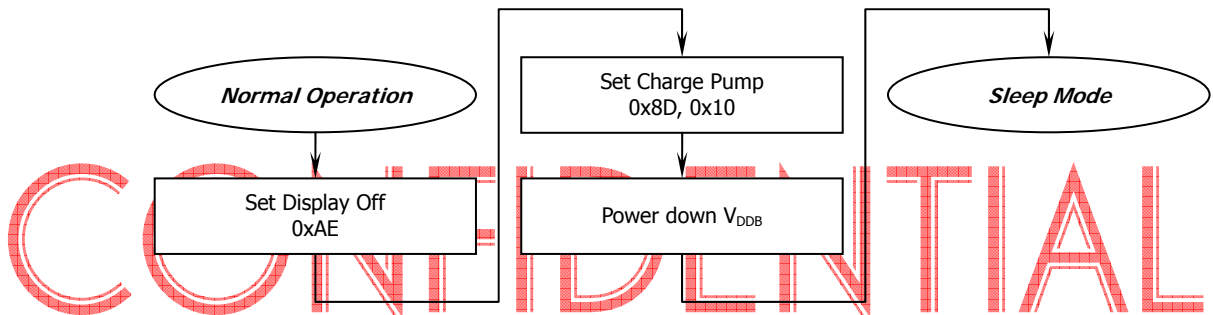 Normal Operation
Set Display Off
0xAE
Set Charge Pump
0x8D, 0x10
Power down VDDB
Sleep Mode
CONFIDENTIAL